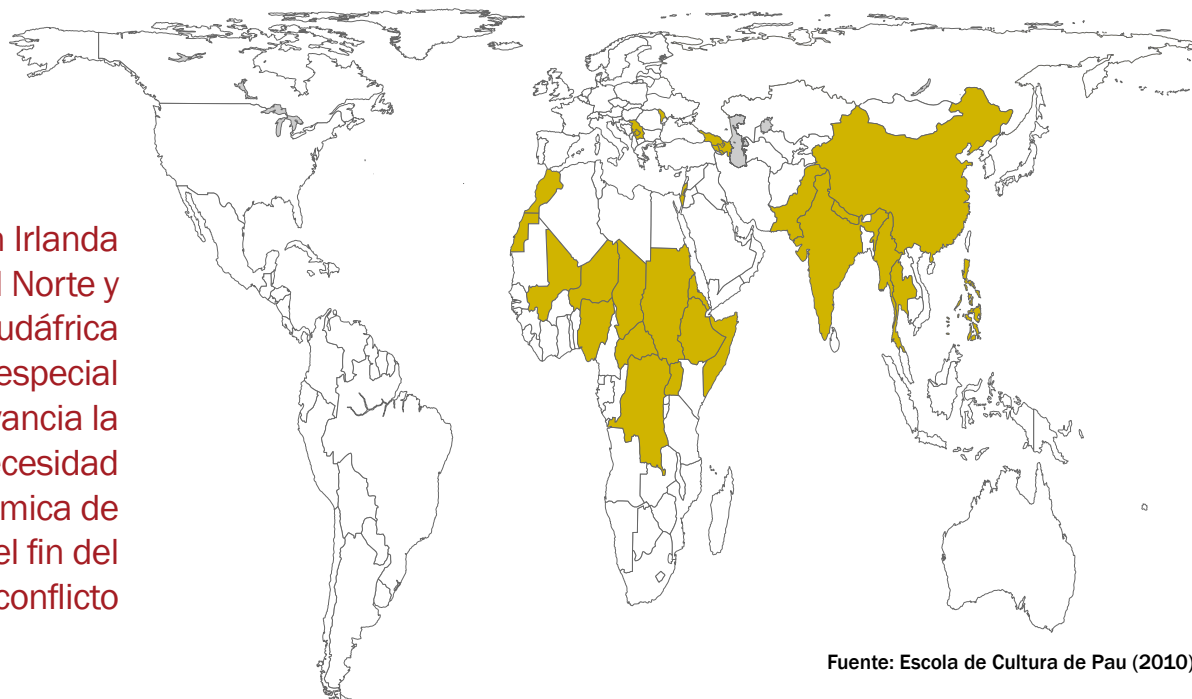 n Irlanda
l Norte y
udáfrica
especial
vancia la
cesidad
mica de
el fin del
conflicto
Fuente: Escola de Cultura de Pau (2010)